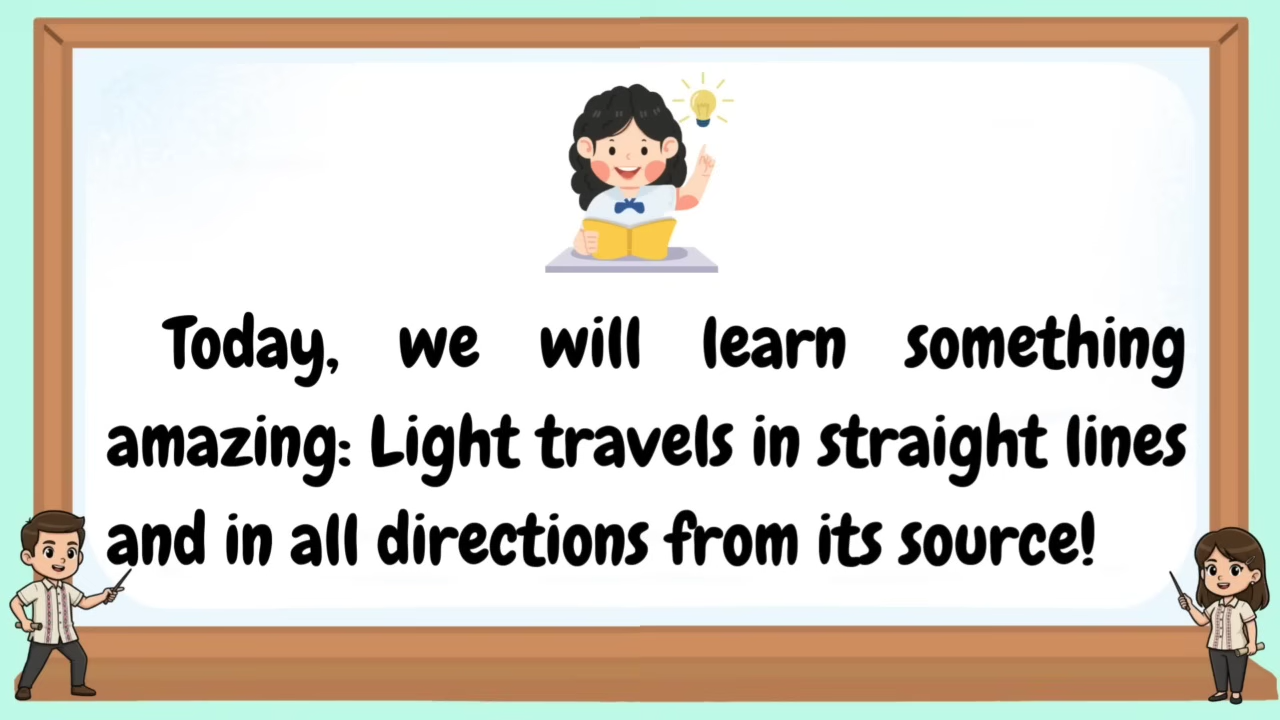 Today, we will learn something
amazing: Light travels in straight lines
and in all directions from its source!